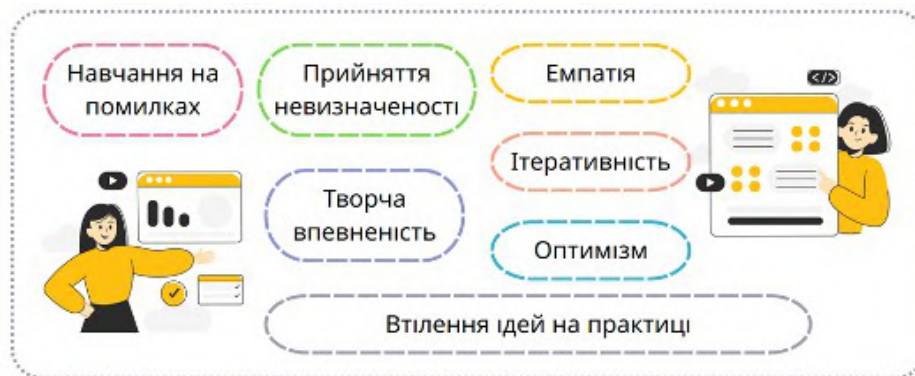 Навчання на
помилках
Прийняття
невизначеності
Емпатія
</>
Ітеративність
Творча
впевненість
Оптимізм
Втілення ідей на практиці